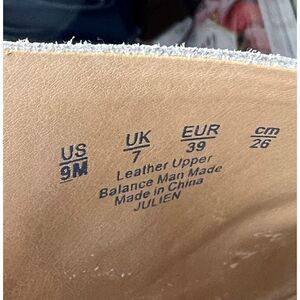 US UK EUR cm
9M 7 39 26
Leather Upper
Balance Man Made
Made in China
JULIEN